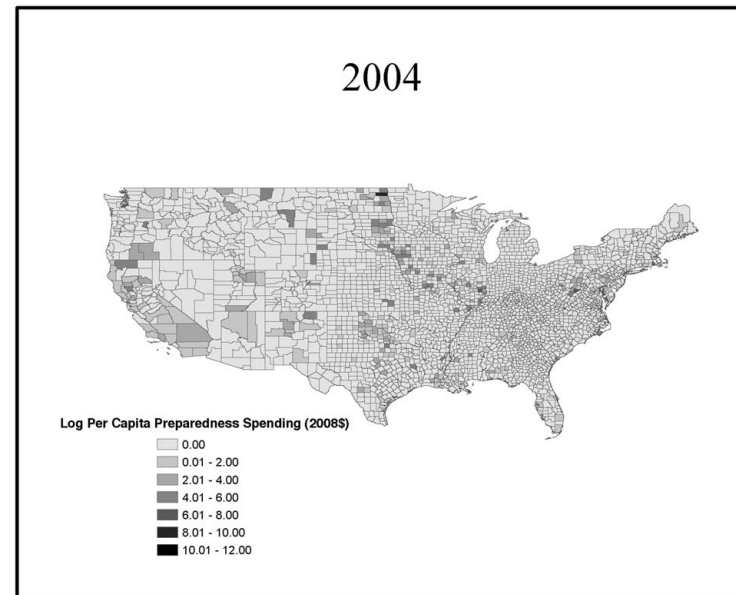 2004
Log Per Capita Preparedness Spending (2008$)
0.00
0.01 - 2.00
2.01 - 4.00
4.01 - 6.00
6.01 - 8.00
8.01 - 10.00
10.01 - 12.00